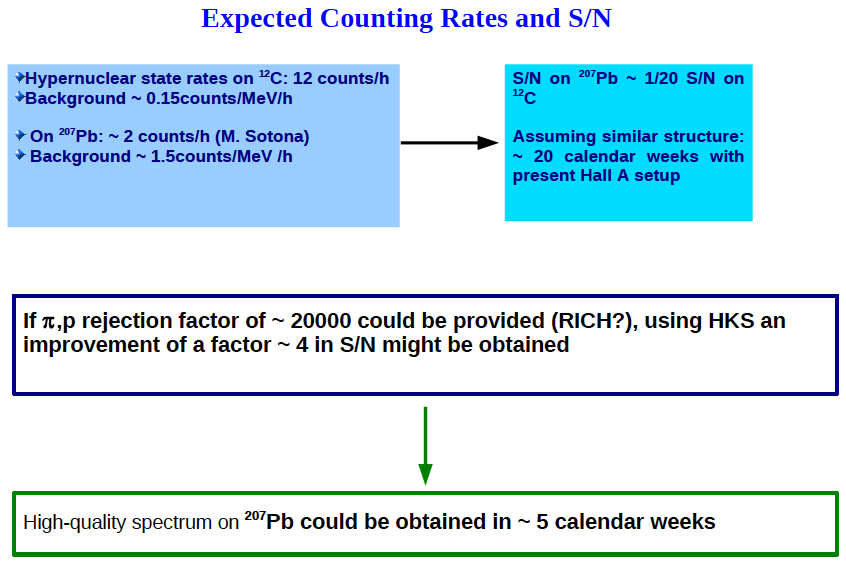 Expected Counting Rates and S/N
Hypernuclear state rates on ¹²C: 12 counts/h
Background ~ 0.15counts/MeV/h
On ²⁰⁷Pb: ~ 2 counts/h (M. Sotona)
Background ~ 1.5counts/MeV /h
S/N on ²⁰⁷Pb ~ 1/20 S/N on
¹²C
Assuming similar structure:
~ 20 calendar weeks with
present Hall A setup
If π,p rejection factor of ~ 20000 could be provided (RICH?), using HKS an
improvement of a factor ~ 4 in S/N might be obtained
High-quality spectrum on ²⁰⁷Pb could be obtained in ~ 5 calendar weeks